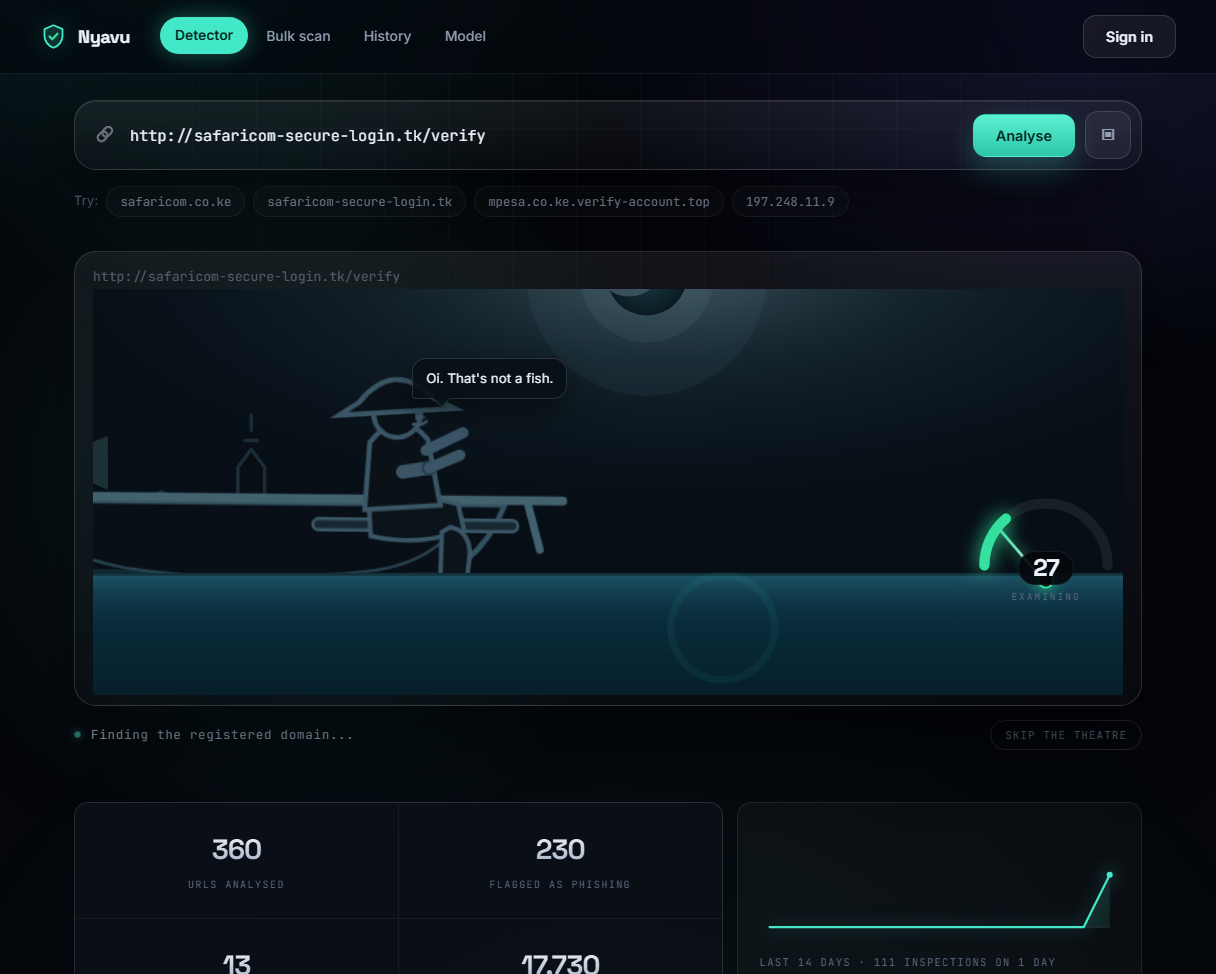 Nyavu
Detector
Bulk scan
History
Model
Sign in
http://safaricom-secure-login.tk/verify
Analyse
Try:
safaricom.co.ke
safaricom-secure-login.tk
mpesa.co.ke.verify-account.top
197.248.11.9
http://safaricom-secure-login.tk/verify
Oi. That's not a fish.
27
EXAMINING
Finding the registered domain...
SKIP THE THEATRE
360
URLS ANALYSED
230
FLAGGED AS PHISHING
13
17,730
LAST 14 DAYS · 111 INSPECTIONS ON 1 DAY